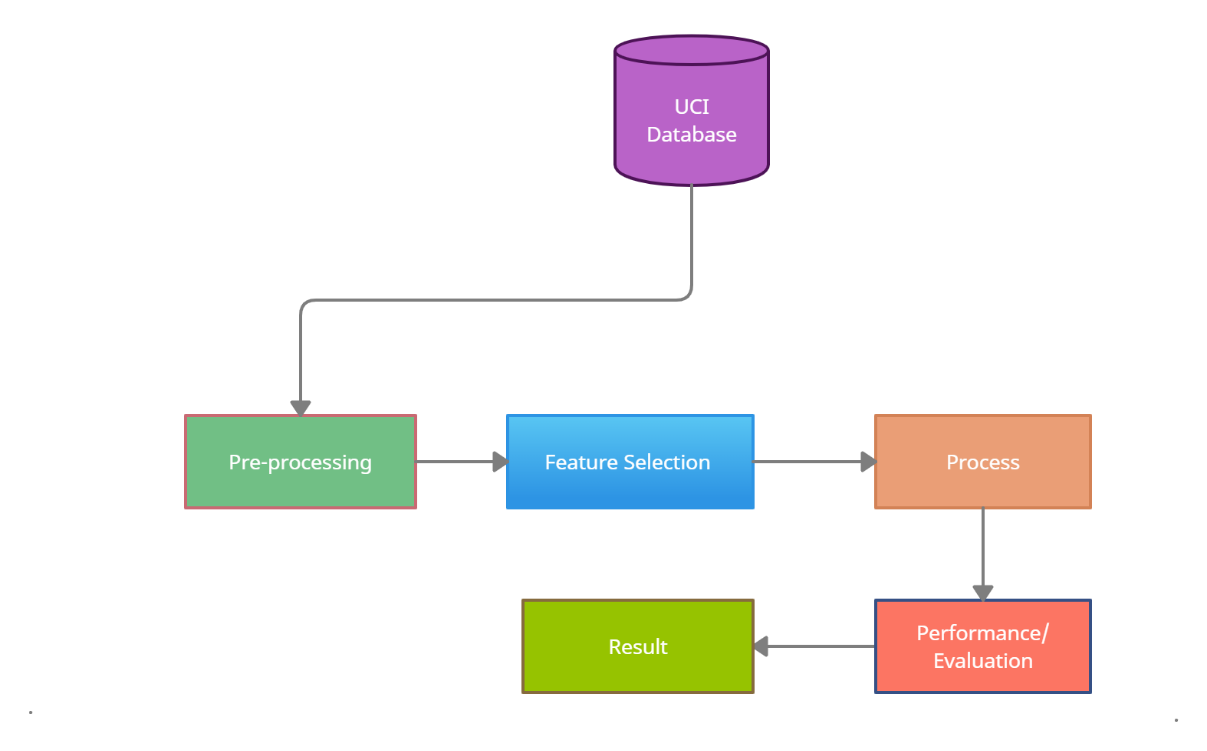 UCI
Database
Pre-processing
Feature Selection
Process
Performance/
Evaluation
Result